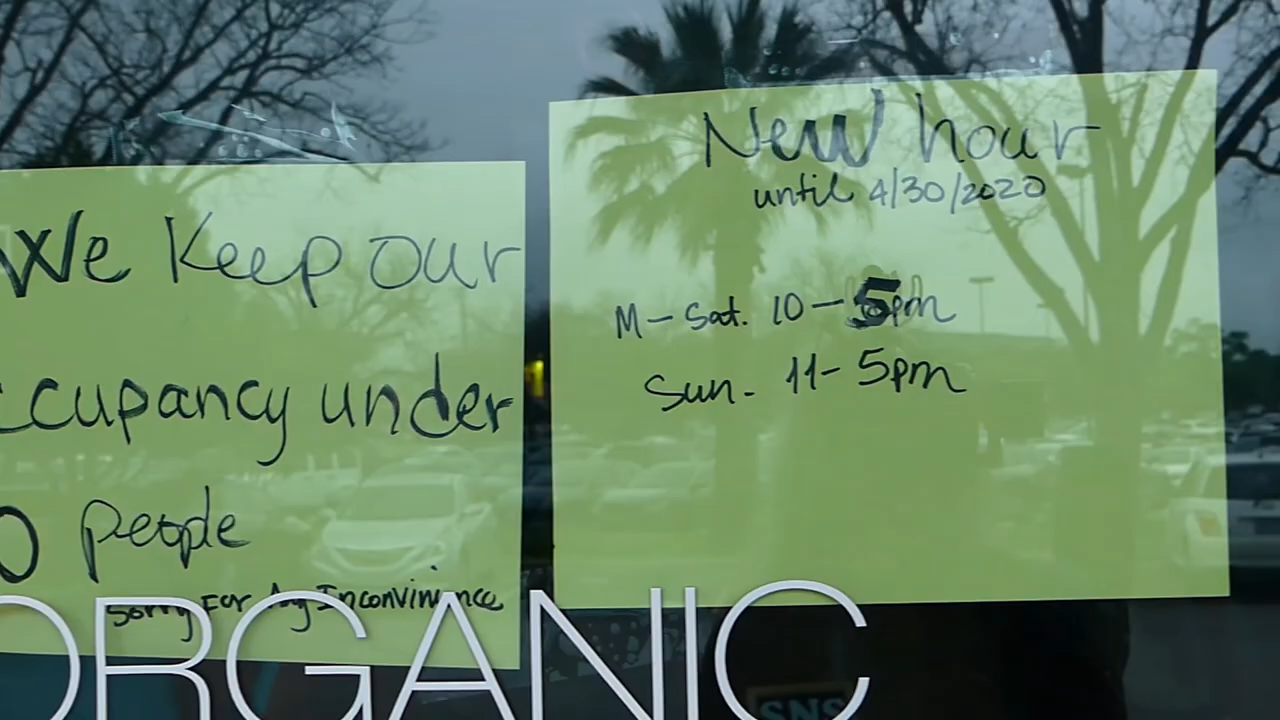 We Keep our
ccupancy under
0 people
Sorry For Any Inconvinience
New hour
until 4/30/2020
M-Sat. 10-5pm
Sun. 11-5pm
ORGANIC
SNS